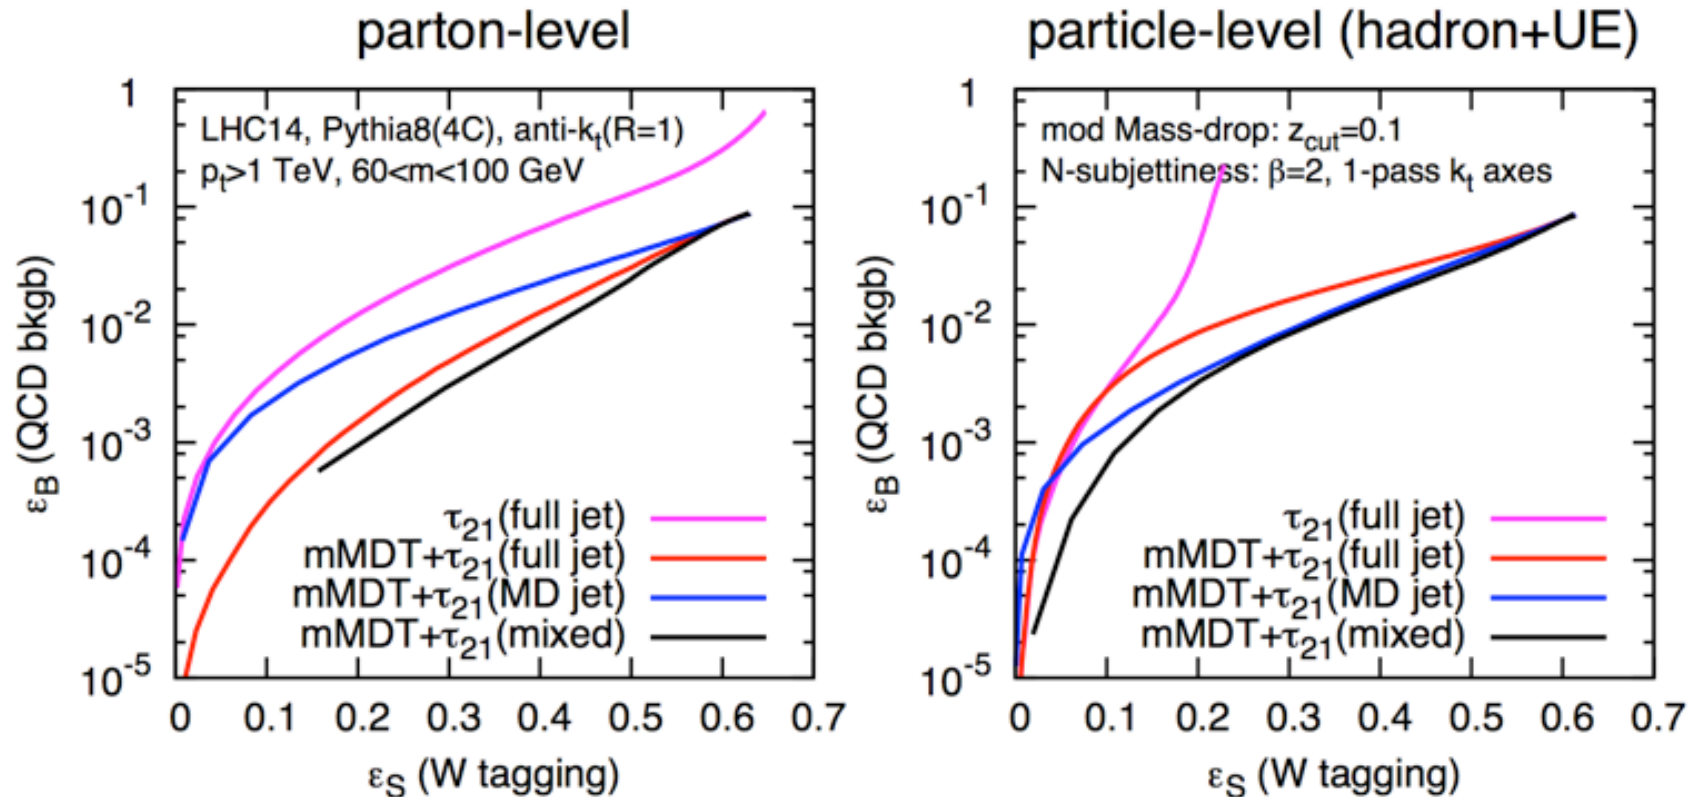 parton-level
particle-level (hadron+UE)
LHC14, Pythia8(4C), anti-kt(R=1)
pt>1 TeV, 60<m<100 GeV
εB (QCD bkgb)
1
10-1
10-2
10-3
10-4
10-5
τ21(full jet)
mMDT+τ21(full jet)
mMDT+τ21(MD jet)
mMDT+τ21(mixed)
0 0.1 0.2 0.3 0.4 0.5 0.6 0.7
εS (W tagging)
mod Mass-drop: zcut=0.1
N-subjettiness: β=2, 1-pass kt axes
εB (QCD bkgb)
1
10-1
10-2
10-3
10-4
10-5
τ21(full jet)
mMDT+τ21(full jet)
mMDT+τ21(MD jet)
mMDT+τ21(mixed)
0 0.1 0.2 0.3 0.4 0.5 0.6 0.7
εS (W tagging)